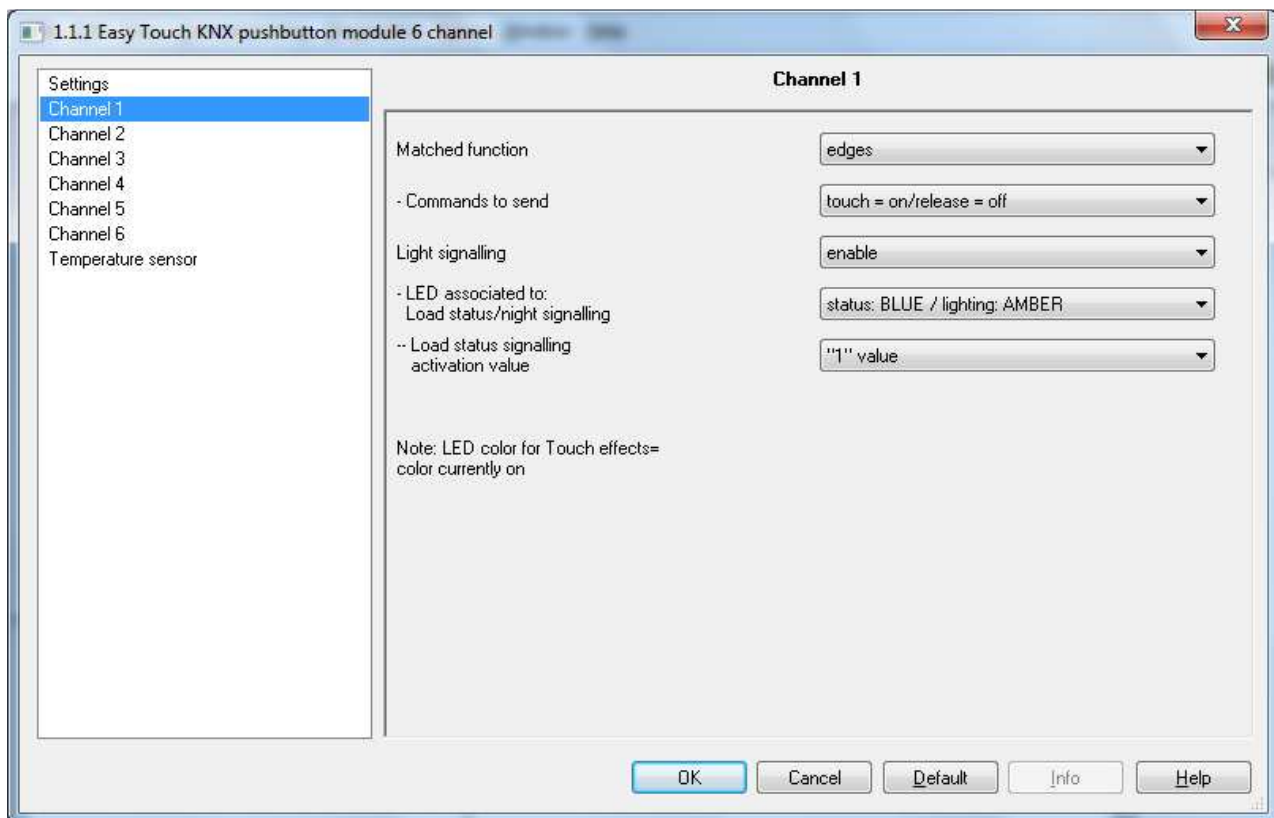 1.1.1 Easy Touch KNX pushbutton module 6 channel
Settings
Channel 1
Channel 2
Channel 3
Channel 4
Channel 5
Channel 6
Temperature sensor
Channel 1
Matched function
edges
- Commands to send
touch = on/release = off
Light signalling
enable
- LED associated to:
Load status/night signalling
status: BLUE / lighting: AMBER
-- Load status signalling
activation value
"1" value
Note: LED color for Touch effects=
color currently on
OK
Cancel
Default
Info
Help